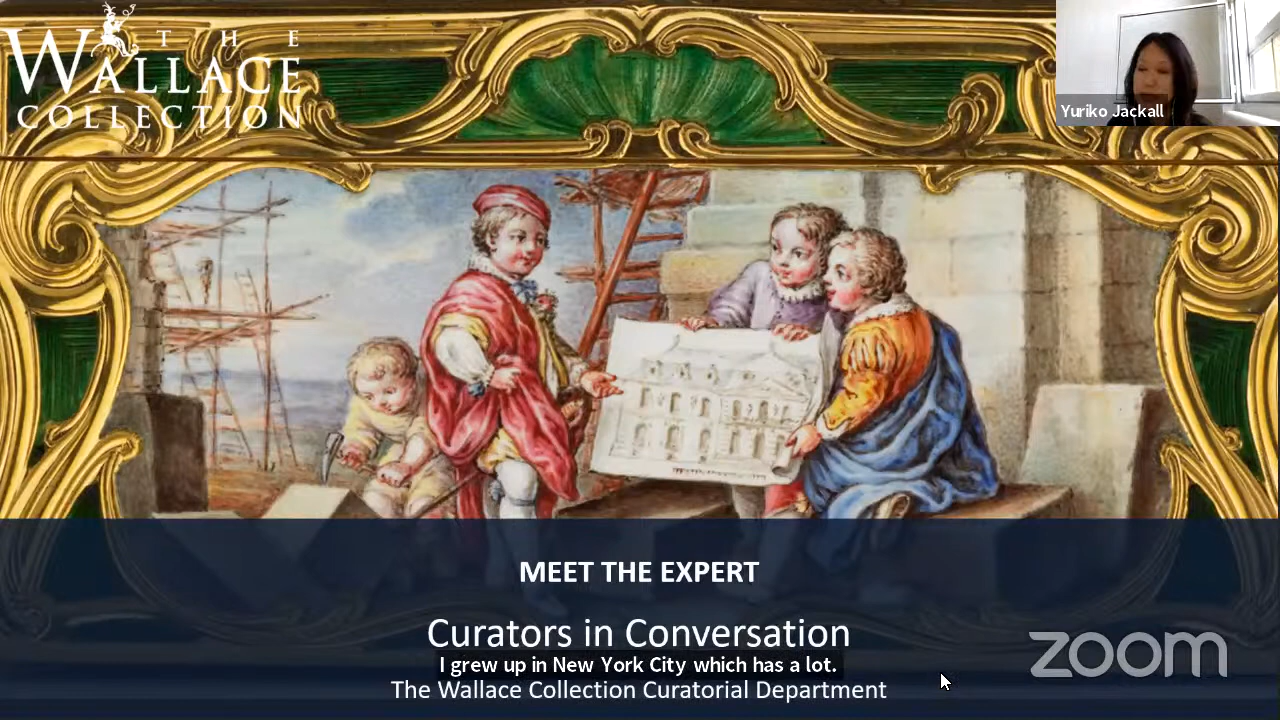 THE
WALLACE
COLLECTION
Yuriko Jackall
MEET THE EXPERT
Curators in Conversation
I grew up in New York City which has a lot.
The Wallace Collection Curatorial Department
zoom